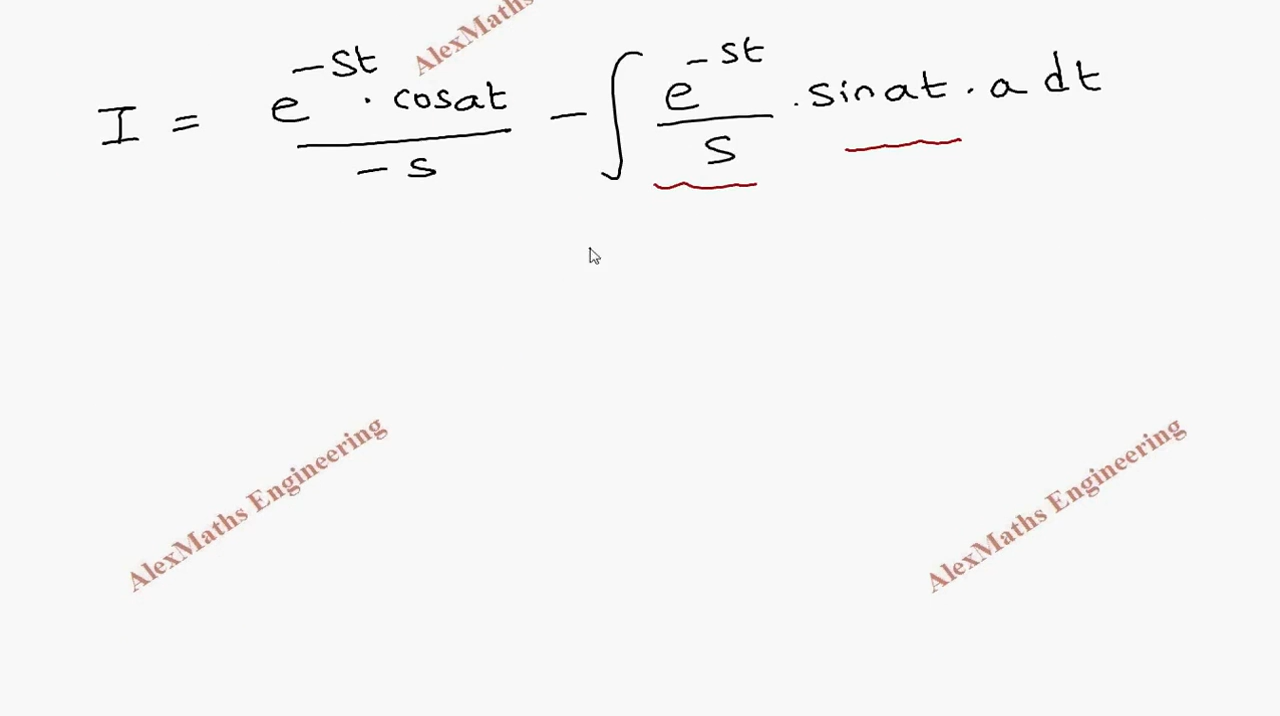 AlexMaths
I = e^{-st} · cosat / -s - ∫ e^{-st} / s · sinat · a dt
AlexMaths Engineering
AlexMaths Engineering